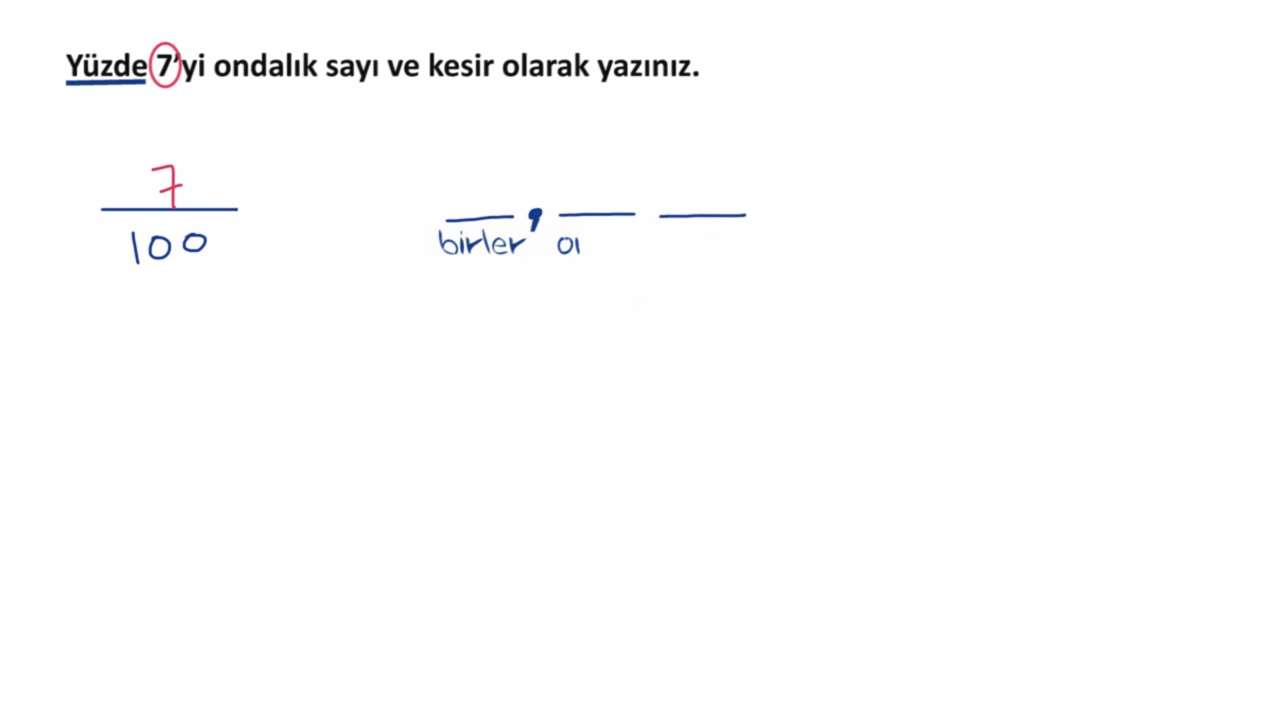 Yüzde 7'yi ondalık sayı ve kesir olarak yazınız.
7
100
,
birler